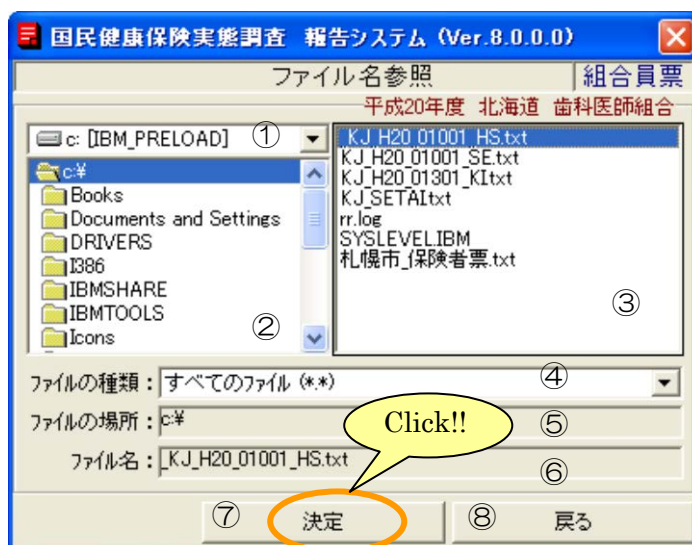 国民健康保険実態調査 報告システム (Ver.8.0.0.0)
ファイル名参照 組合員票
平成20年度 北海道 歯科医師組合
c: [IBM_PRELOAD] ①
c:¥
Books
Documents and Settings
DRIVERS
I386
IBMSHARE
IBMTOOLS
Icons
②
_KJ_H20_01001_HS.txt
KJ_H20_01001_SE.txt
KJ_H20_01301_KI.txt
KJ_SETAI.txt
rr.log
SYSLEVEL.IBM
札幌市_保険者票.txt
③
ファイルの種類：すべてのファイル (*.*) ④
ファイルの場所：c:¥ ⑤
ファイル名：_KJ_H20_01001_HS.txt ⑥
Click!!
⑦ 決定 ⑧ 戻る